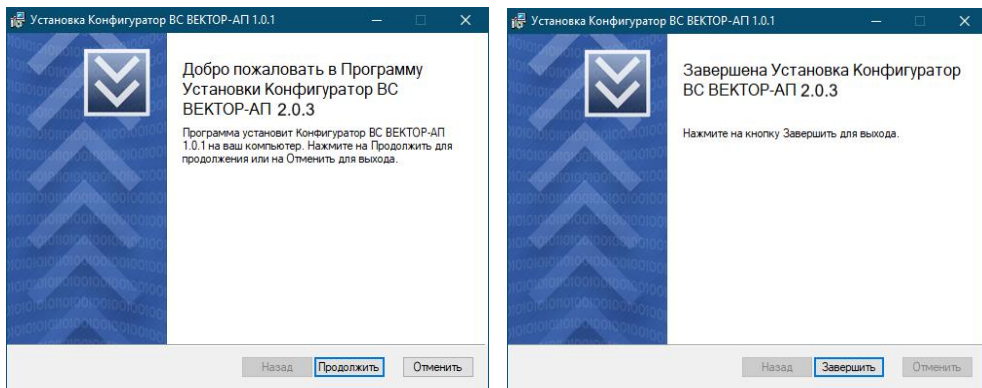 Установка Конфигуратор ВС ВЕКТОР-АП 1.0.1
Добро пожаловать в Программу
Установки Конфигуратор ВС
ВЕКТОР-АП 2.0.3
Программа установит Конфигуратор ВС ВЕКТОР-АП
1.0.1 на ваш компьютер. Нажмите на Продолжить для
продолжения или на Отменить для выхода.
Назад
Продолжить
Отменить
Установка Конфигуратор ВС ВЕКТОР-АП 1.0.1
Завершена Установка Конфигуратор
ВС ВЕКТОР-АП 2.0.3
Нажмите на кнопку Завершить для выхода.
Назад
Завершить
Отменить